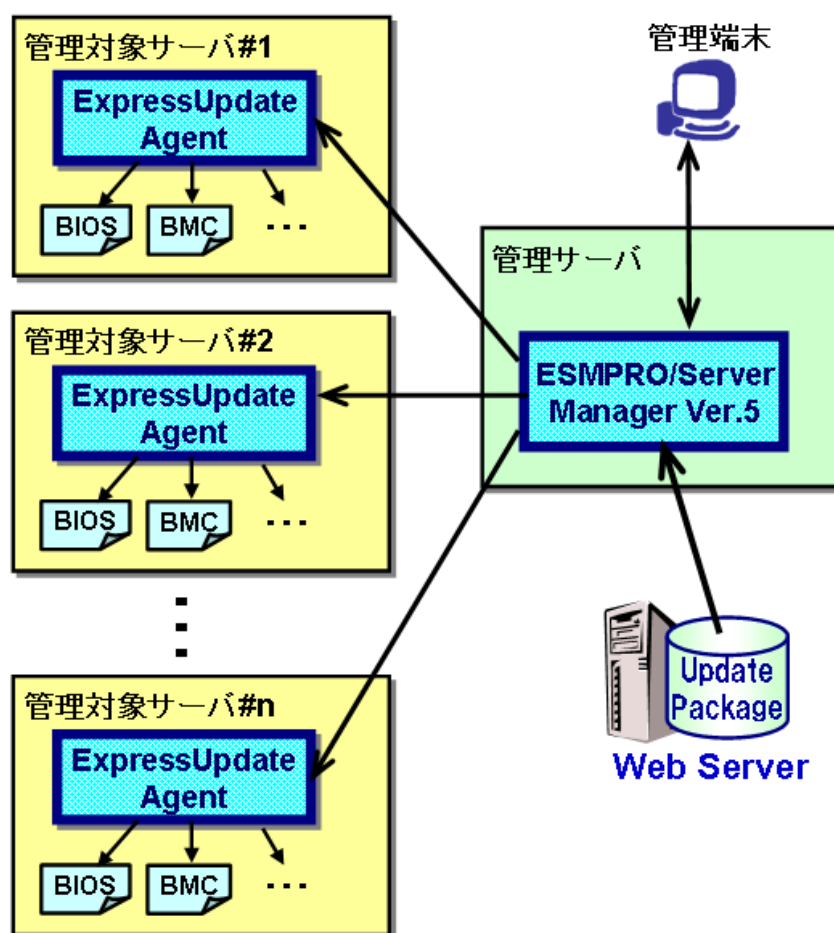 管理対象サーバ#1
ExpressUpdate
Agent
BIOS
BMC
...
管理対象サーバ#2
ExpressUpdate
Agent
BIOS
BMC
...
管理対象サーバ#n
ExpressUpdate
Agent
BIOS
BMC
...
管理端末
管理サーバ
ESMPRO/Server
Manager Ver.5
Update
Package
Web Server